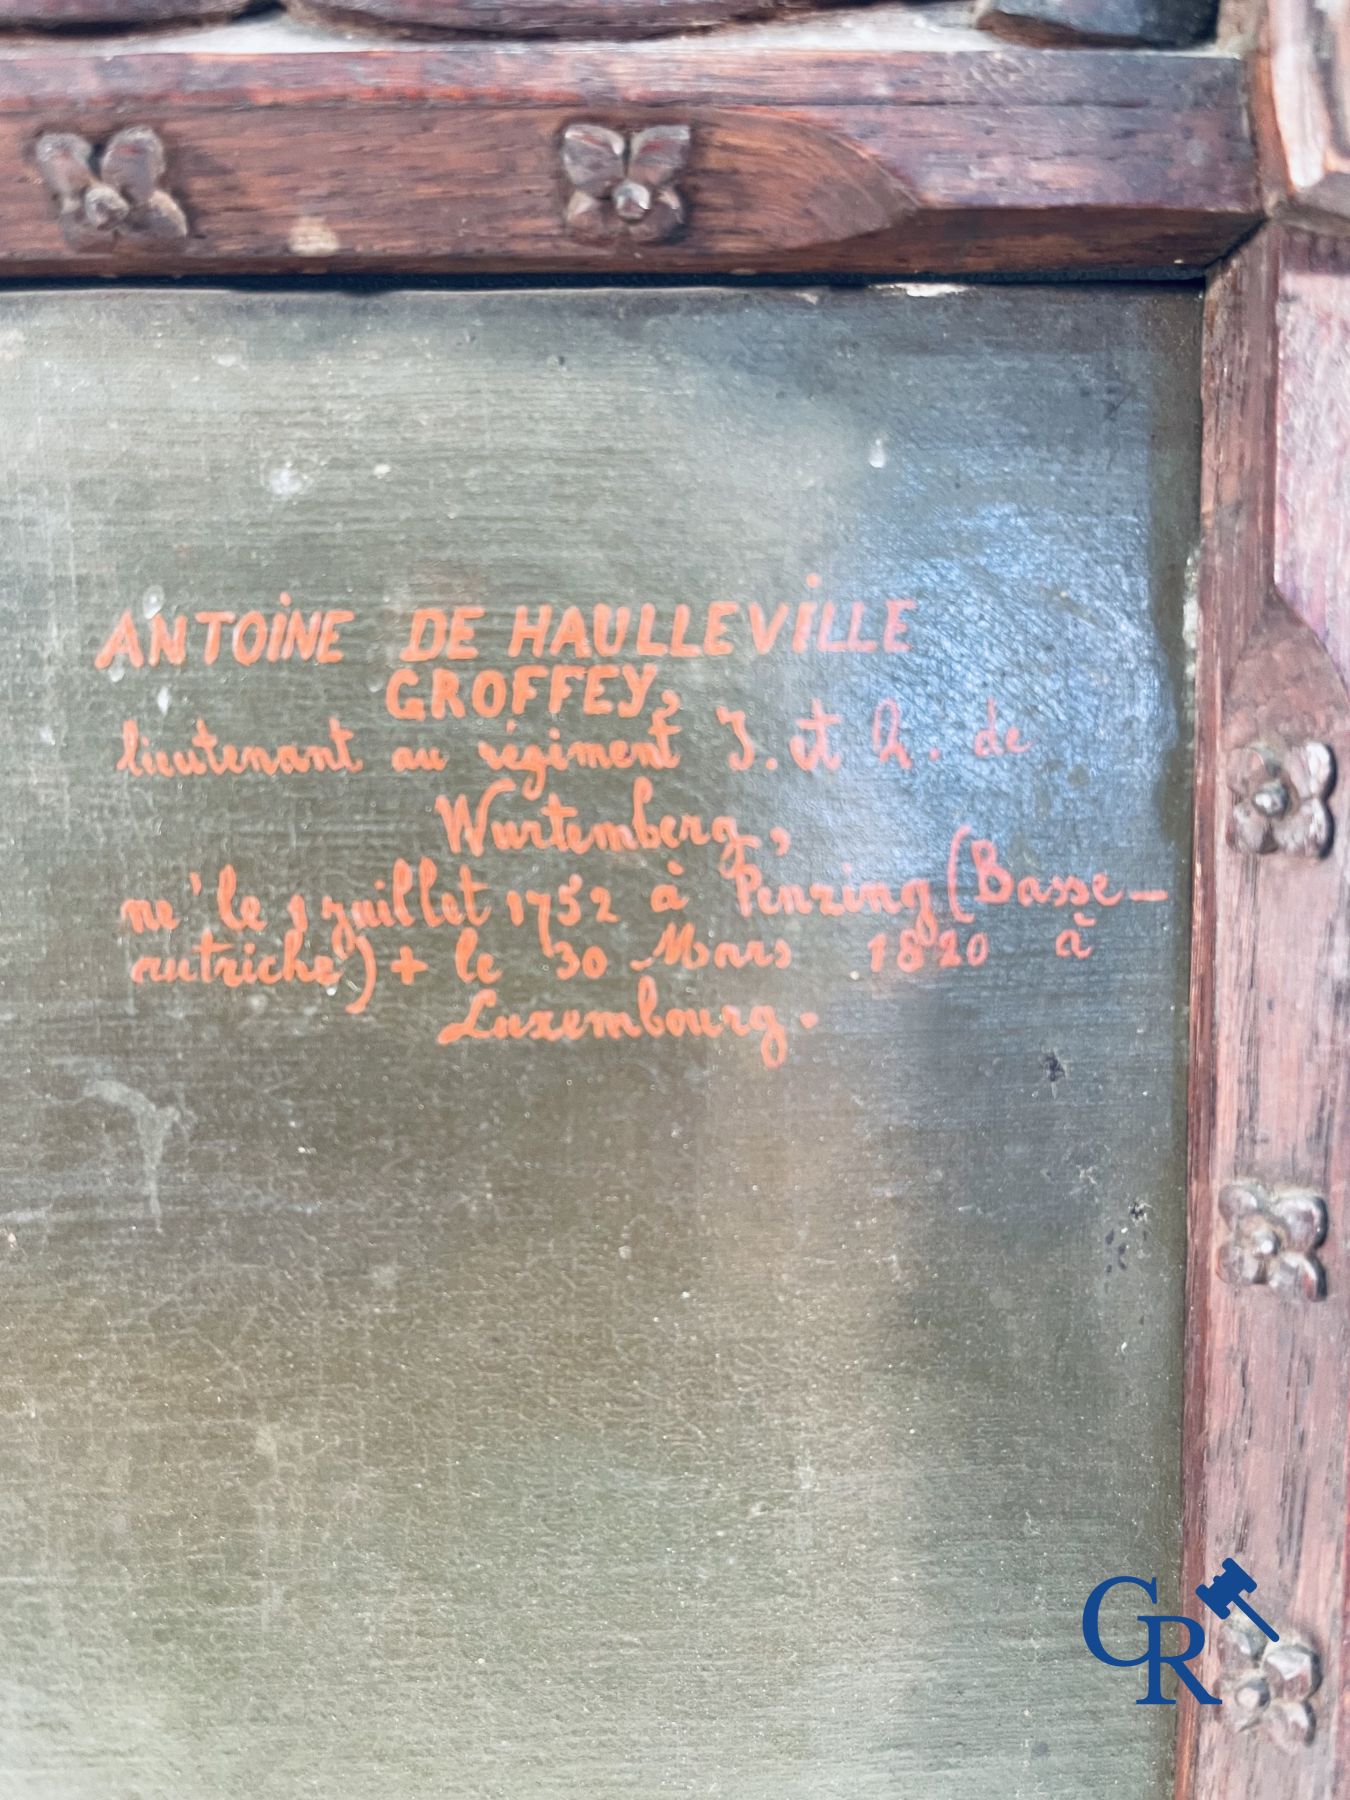 ANTOINE DE HAULLEVILLE
GROFFEY,
lieutenant au régiment I. et R. de
Wurtemberg,
né le 1 juillet 1752 à Penzing (Basse-
autriche) + le 30 Mars 1820 à
Luxembourg.
CR